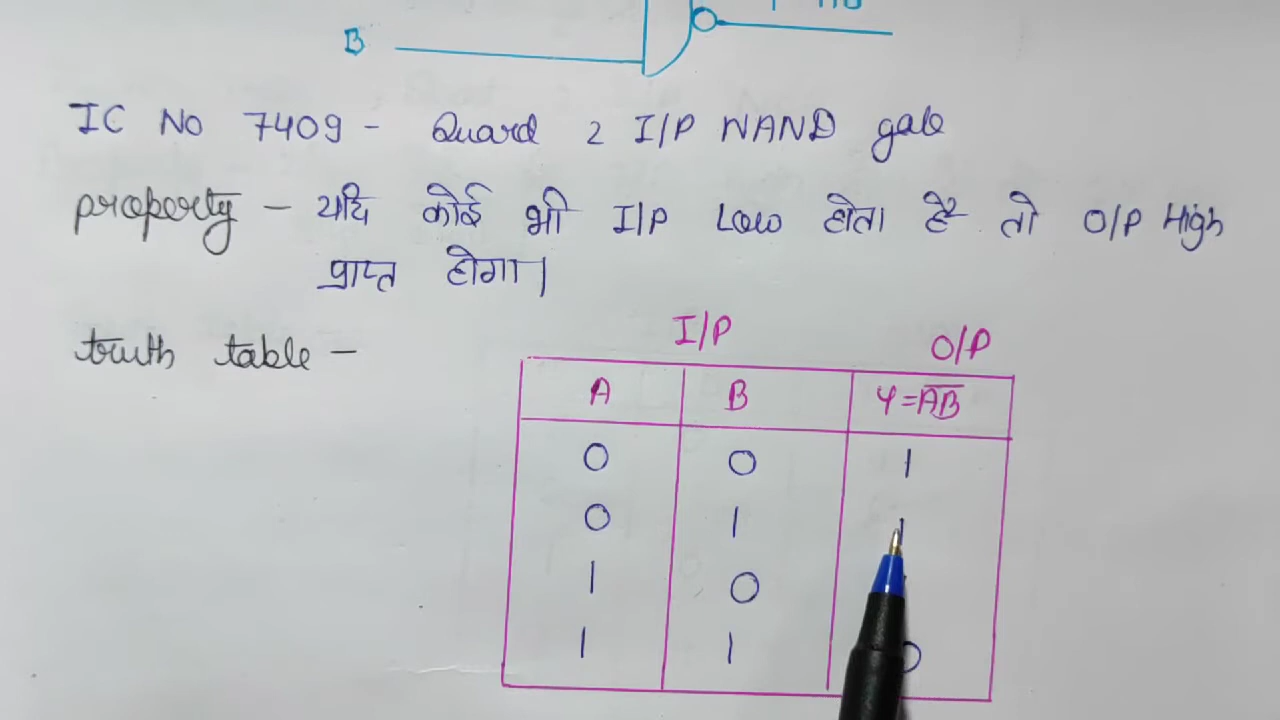 B
IC No 7409 - Quard 2 I/P NAND gate
property - यदि कोई भी I/P Low होता है तो O/P High
प्राप्त होगा।
truth table -
I/P O/P
A B Y=A̅B̅
0 0 1
0 1 1
1 0
1 1 0